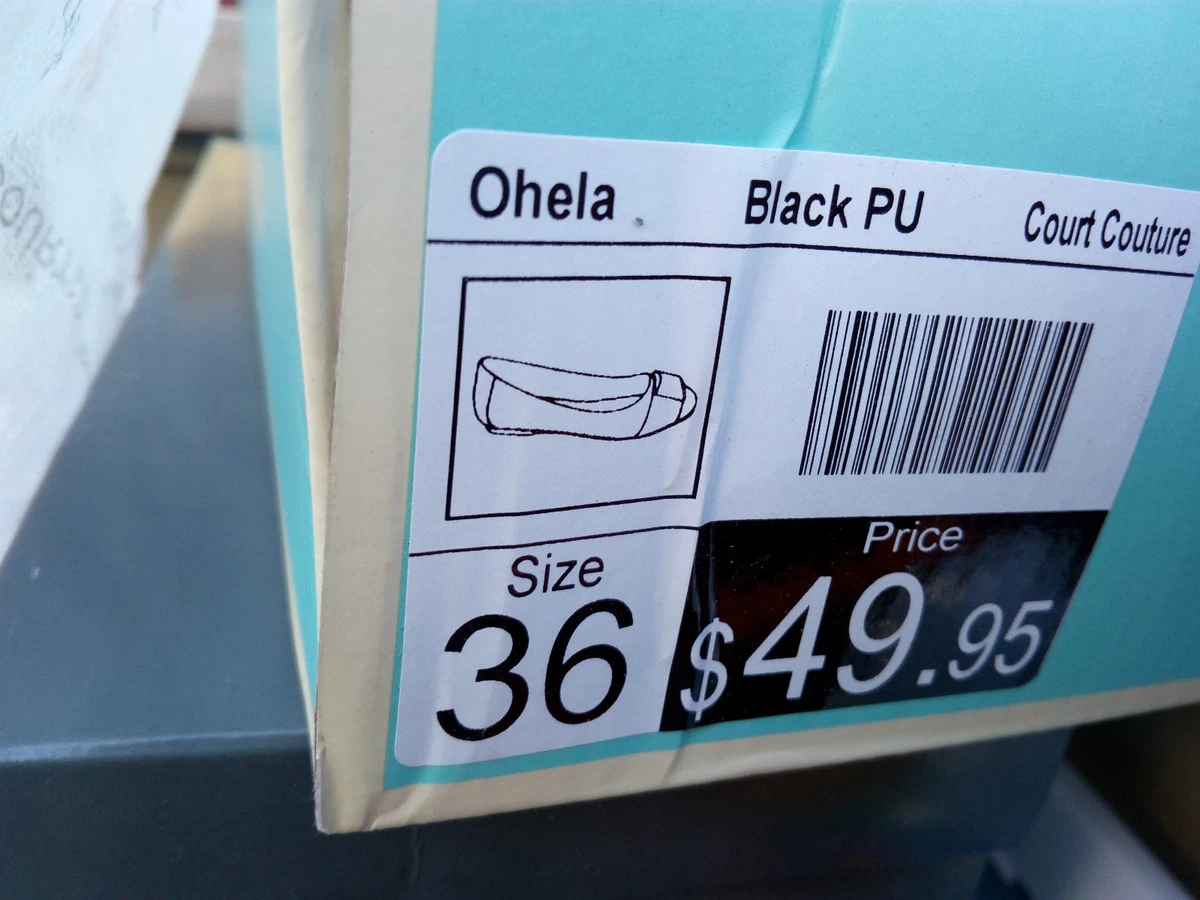 Ohela Black PU Court Couture
Size
36
Price
$49.95